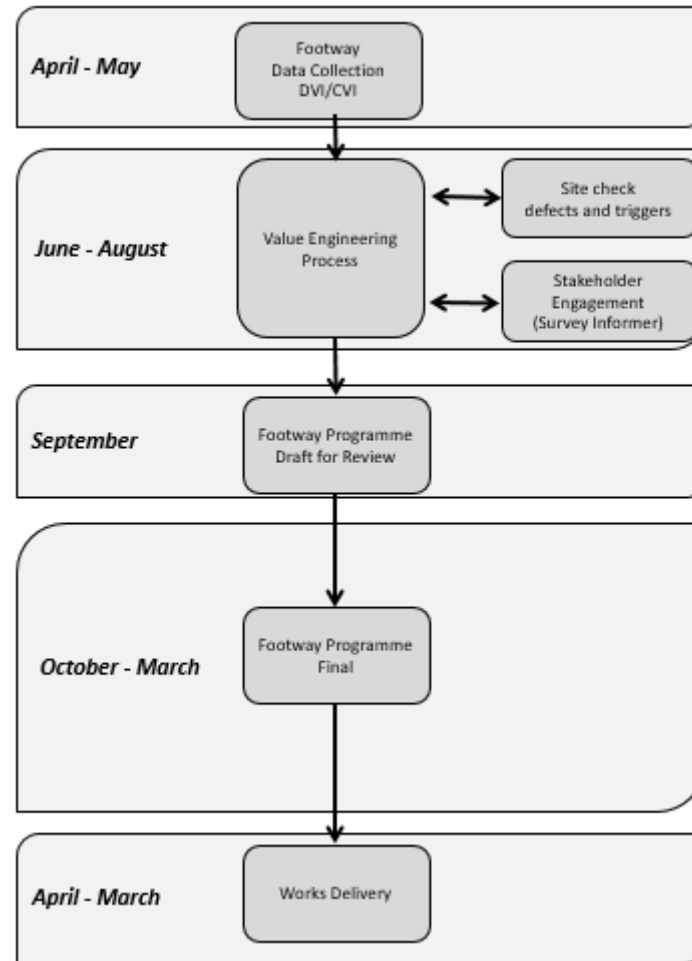 April - May
Footway
Data Collection
DVI/CVI
June - August
Value Engineering
Process
Site check
defects and triggers
Stakeholder
Engagement
(Survey Informer)
September
Footway Programme
Draft for Review
October - March
Footway Programme
Final
April - March
Works Delivery